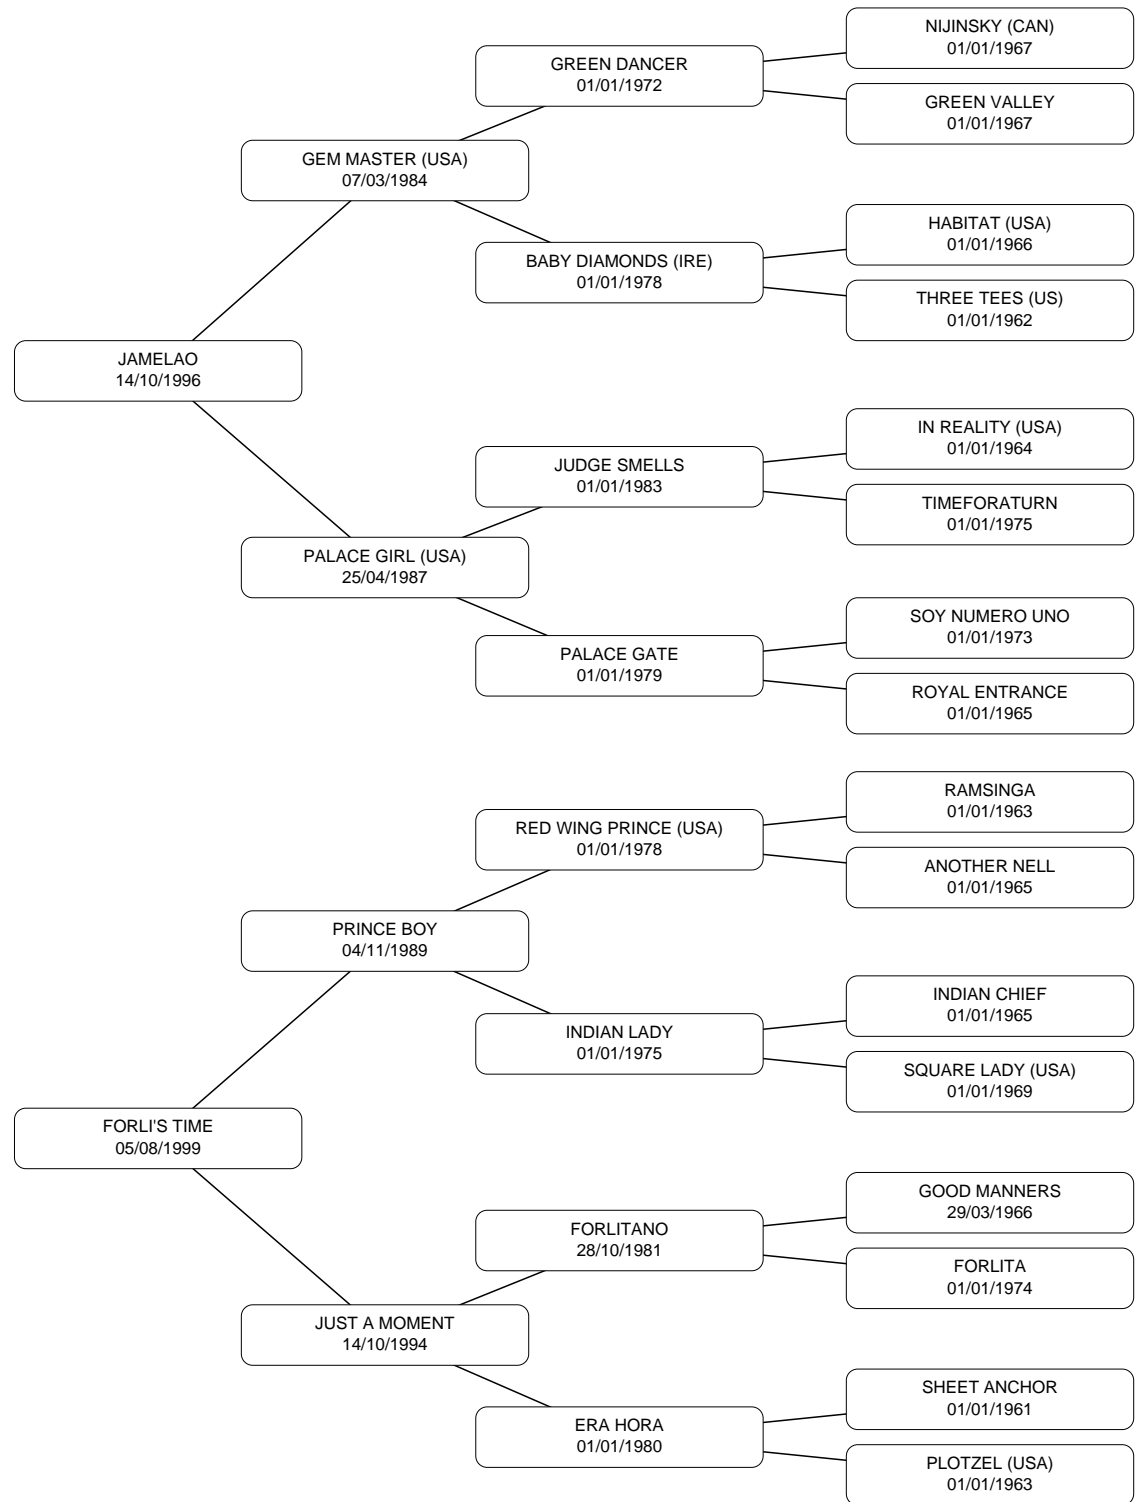 NIJINSKY (CAN)
01/01/1967
GREEN DANCER
01/01/1972
GREEN VALLEY
01/01/1967
GEM MASTER (USA)
07/03/1984
HABITAT (USA)
01/01/1966
BABY DIAMONDS (IRE)
01/01/1978
THREE TEES (US)
01/01/1962
JAMELAO
14/10/1996
IN REALITY (USA)
01/01/1964
JUDGE SMELLS
01/01/1983
TIMEFORATURN
01/01/1975
PALACE GIRL (USA)
25/04/1987
SOY NUMERO UNO
01/01/1973
PALACE GATE
01/01/1979
ROYAL ENTRANCE
01/01/1965
RAMSINGA
01/01/1963
RED WING PRINCE (USA)
01/01/1978
ANOTHER NELL
01/01/1965
PRINCE BOY
04/11/1989
INDIAN CHIEF
01/01/1965
INDIAN LADY
01/01/1975
SQUARE LADY (USA)
01/01/1969
FORLI'S TIME
05/08/1999
GOOD MANNERS
29/03/1966
FORLITANO
28/10/1981
FORLITA
01/01/1974
JUST A MOMENT
14/10/1994
SHEET ANCHOR
01/01/1961
ERA HORA
01/01/1980
PLOTZEL (USA)
01/01/1963